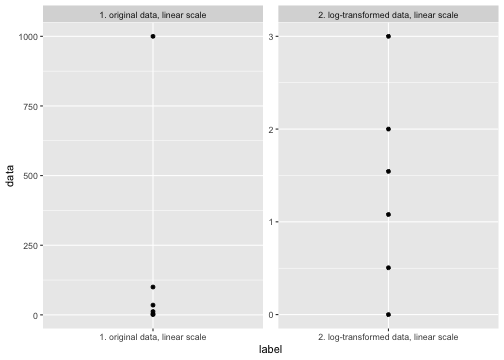 1. original data, linear scale
2. log-transformed data, linear scale
1000
750
500
250
0
3
2
1
0
data
1. original data, linear scale
2. log-transformed data, linear scale
label